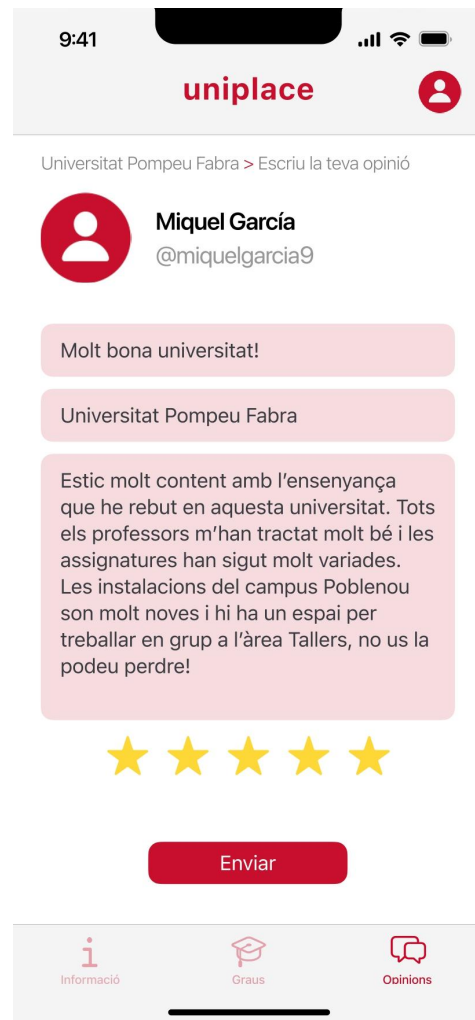 9:41
uniplace
Universitat Pompeu Fabra > Escriu la teva opinió
Miquel García
@miquelgarcia9
Molt bona universitat!
Universitat Pompeu Fabra
Estic molt content amb l’ensenyança
que he rebut en aquesta universitat. Tots
els professors m’han tractat molt bé i les
assignatures han sigut molt variades.
Les instalacions del campus Poblenou
son molt noves i hi ha un espai per
treballar en grup a l’àrea Tallers, no us la
podeu perdre!
Enviar
Informació
Graus
Opinions